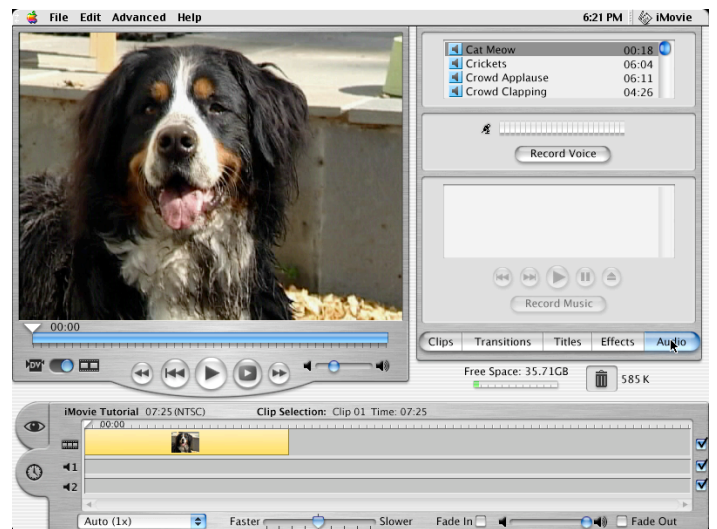 File Edit Advanced Help 6:21 PM iMovie
Cat Meow 00:18
Crickets 06:04
Crowd Applause 06:11
Crowd Clapping 04:26
Record Voice
Record Music
00:00
Clips Transitions Titles Effects Audio
DV
Free Space: 35.71GB
585 K
iMovie Tutorial 07:25 (NTSC) Clip Selection: Clip 01 Time: 07:25
00:00
1
2
Auto (1x) Faster Slower Fade In Fade Out